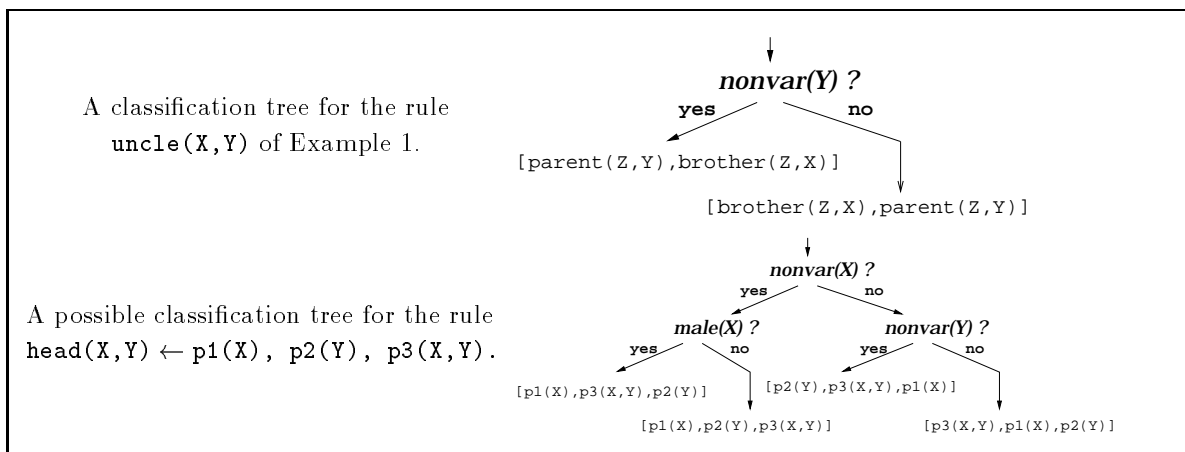 A classification tree for the rule
uncle(X,Y) of Example 1.
nonvar(Y) ?
yes
no
[parent(Z,Y),brother(Z,X)]
[brother(Z,X),parent(Z,Y)]
A possible classification tree for the rule
head(X,Y) ← p1(X), p2(Y), p3(X,Y).
nonvar(X) ?
yes
no
male(X) ?
nonvar(Y) ?
yes
no
yes
no
[p1(X),p3(X,Y),p2(Y)]
[p2(Y),p3(X,Y),p1(X)]
[p1(X),p2(Y),p3(X,Y)]
[p3(X,Y),p1(X),p2(Y)]